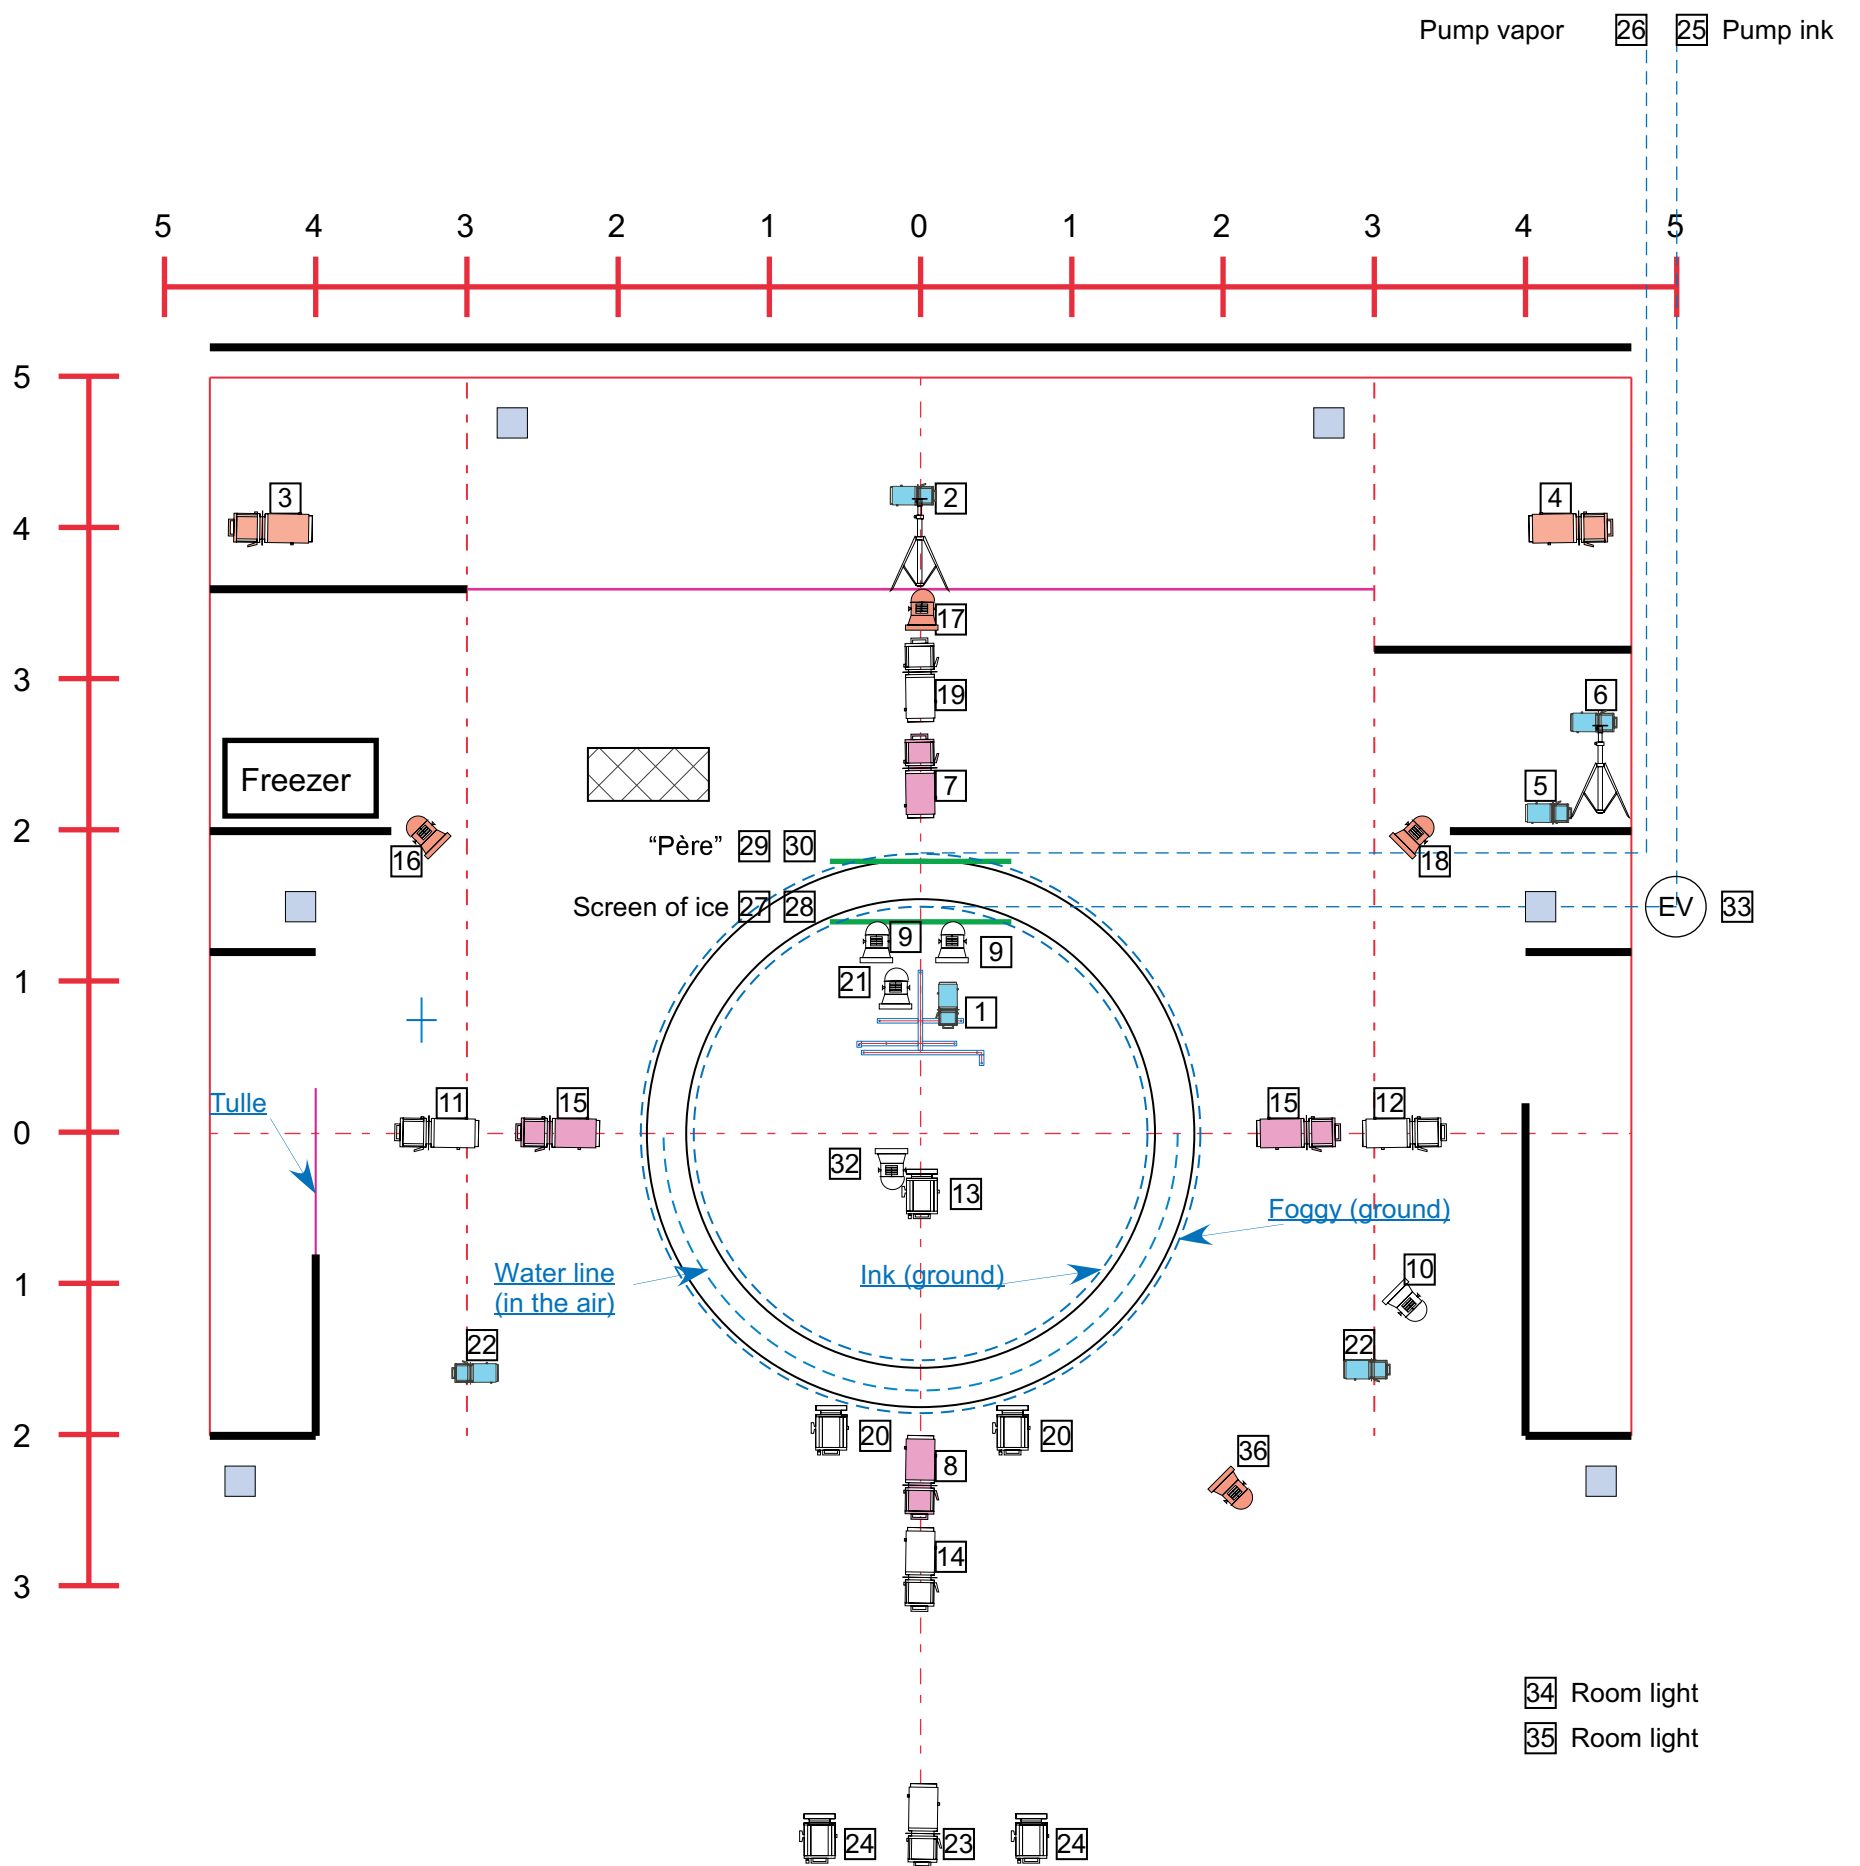 Pump vapor 26 25 Pump ink
5 4 3 2 1 0 1 2 3 4 5
5
3 2 4
4
17
3 19 6
Freezer 7 5
2
"Père" 29 30
16 18
Screen of ice 27 28 EV 33
9 9
1 21 1
Tulle 11 15 15 12
0
32 13
Foggy (ground)
Water line
(in the air)
Ink (ground)
1 10
22 22
2 20 20
8 36
14
3
34 Room light
35 Room light
24 23 24